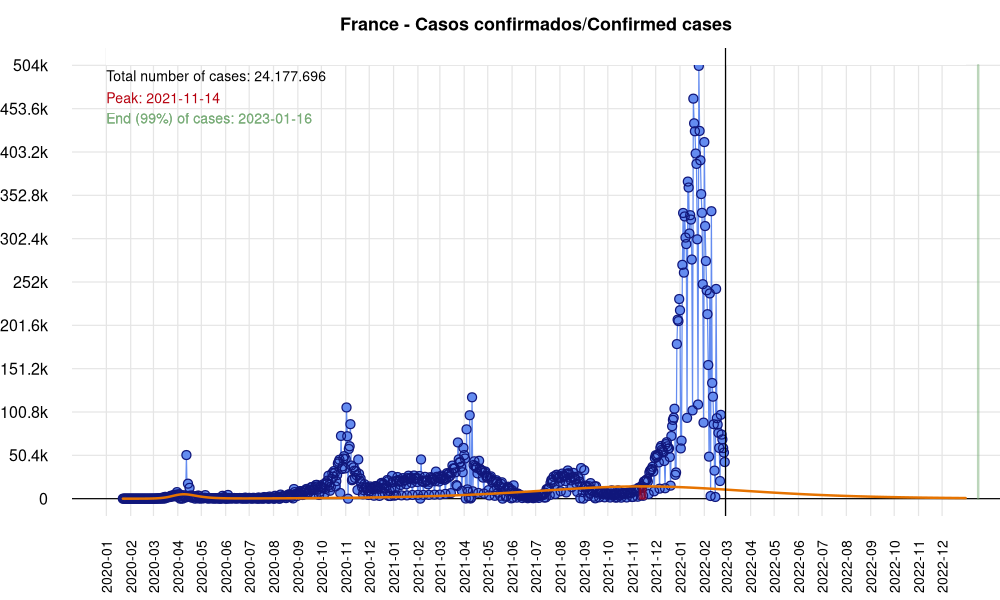 France - Casos confirmados/Confirmed cases
Total number of cases: 24.177.696
Peak: 2021-11-14
End (99%) of cases: 2023-01-16
504k
453.6k
403.2k
352.8k
302.4k
252k
201.6k
151.2k
100.8k
50.4k
0
2020-01
2020-02
2020-03
2020-04
2020-05
2020-06
2020-07
2020-08
2020-09
2020-10
2020-11
2020-12
2021-01
2021-02
2021-03
2021-04
2021-05
2021-06
2021-07
2021-08
2021-09
2021-10
2021-11
2021-12
2022-01
2022-02
2022-03
2022-04
2022-05
2022-06
2022-07
2022-08
2022-09
2022-10
2022-11
2022-12